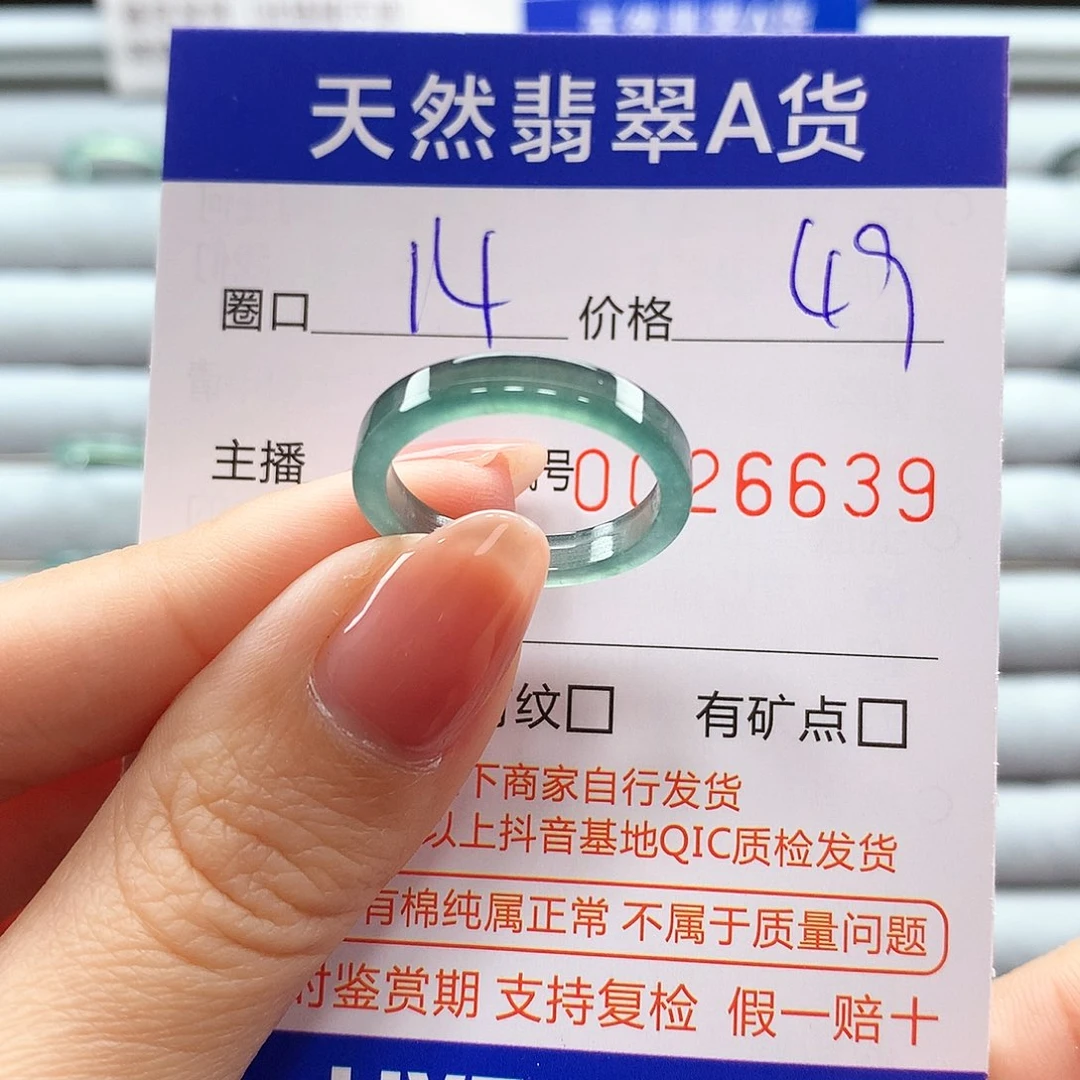 天然翡翠A货
圈口 14 价格 49
主播 号0026639
纹□ 有矿点□
下商家自行发货
以上抖音基地QIC质检发货
有棉纯属正常 不属于质量问题
时鉴赏期 支持复检 假一赔十